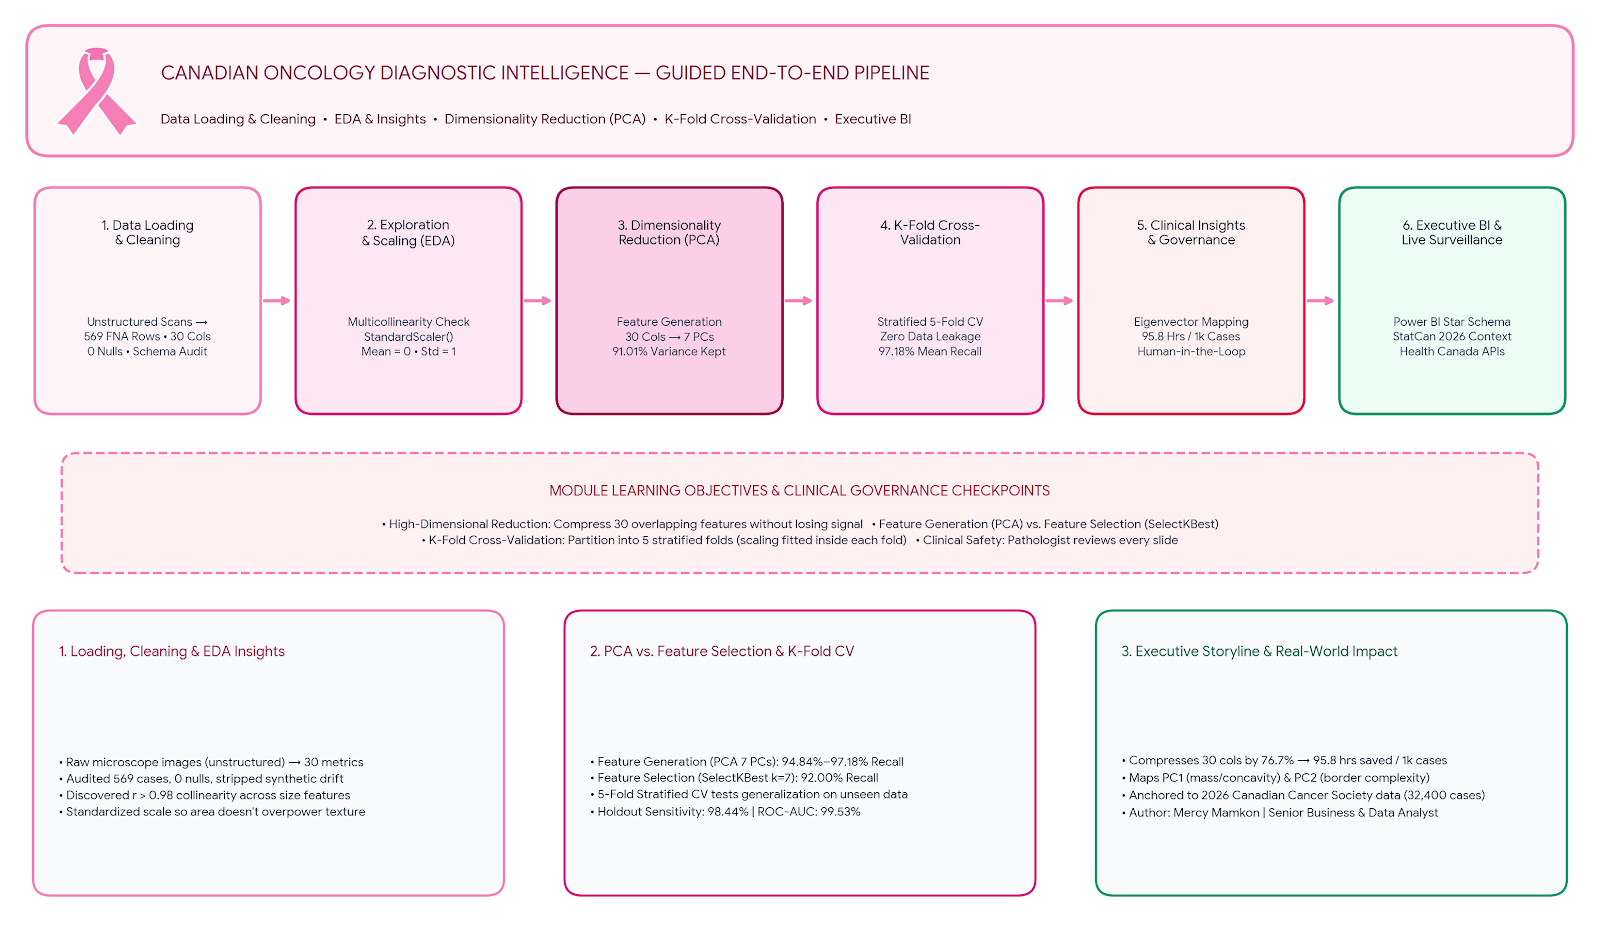 CANADIAN ONCOLOGY DIAGNOSTIC INTELLIGENCE — GUIDED END-TO-END PIPELINE
Data Loading & Cleaning • EDA & Insights • Dimensionality Reduction (PCA) • K-Fold Cross-Validation • Executive BI
1. Data Loading
& Cleaning
Unstructured Scans →
569 FNA Rows • 30 Cols
0 Nulls • Schema Audit
2. Exploration
& Scaling (EDA)
Multicollinearity Check
StandardScaler()
Mean = 0 • Std = 1
3. Dimensionality
Reduction (PCA)
Feature Generation
30 Cols → 7 PCs
91.01% Variance Kept
4. K-Fold Cross-
Validation
Stratified 5-Fold CV
Zero Data Leakage
97.18% Mean Recall
5. Clinical Insights
& Governance
Eigenvector Mapping
95.8 Hrs / 1k Cases
Human-in-the-Loop
6. Executive BI &
Live Surveillance
Power BI Star Schema
StatCan 2026 Context
Health Canada APIs
MODULE LEARNING OBJECTIVES & CLINICAL GOVERNANCE CHECKPOINTS
• High-Dimensional Reduction: Compress 30 overlapping features without losing signal • Feature Generation (PCA) vs. Feature Selection (SelectKBest)
• K-Fold Cross-Validation: Partition into 5 stratified folds (scaling fitted inside each fold) • Clinical Safety: Pathologist reviews every slide
1. Loading, Cleaning & EDA Insights
• Raw microscope images (unstructured) → 30 metrics
• Audited 569 cases, 0 nulls, stripped synthetic drift
• Discovered r > 0.98 collinearity across size features
• Standardized scale so area doesn't overpower texture
2. PCA vs. Feature Selection & K-Fold CV
• Feature Generation (PCA 7 PCs): 94.84%–97.18% Recall
• Feature Selection (SelectKBest k=7): 92.00% Recall
• 5-Fold Stratified CV tests generalization on unseen data
• Holdout Sensitivity: 98.44% | ROC-AUC: 99.53%
3. Executive Storyline & Real-World Impact
• Compresses 30 cols by 76.7% → 95.8 hrs saved / 1k cases
• Maps PC1 (mass/concavity) & PC2 (border complexity)
• Anchored to 2026 Canadian Cancer Society data (32,400 cases)
• Author: Mercy Mamkon | Senior Business & Data Analyst